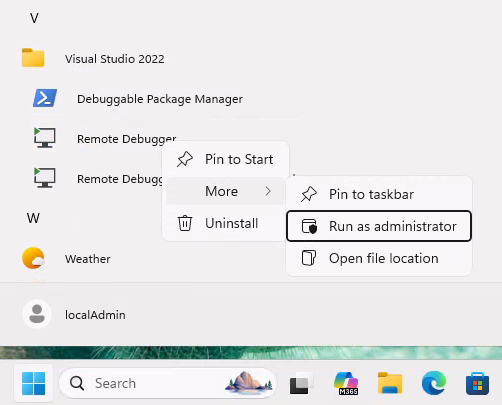 V
Visual Studio 2022
Debuggable Package Manager
Remote Debugger
Pin to Start
Remote Debugg
More
Pin to taskbar
W
Uninstall
Run as administrator
Weather
Open file location
localAdmin
Search
M365